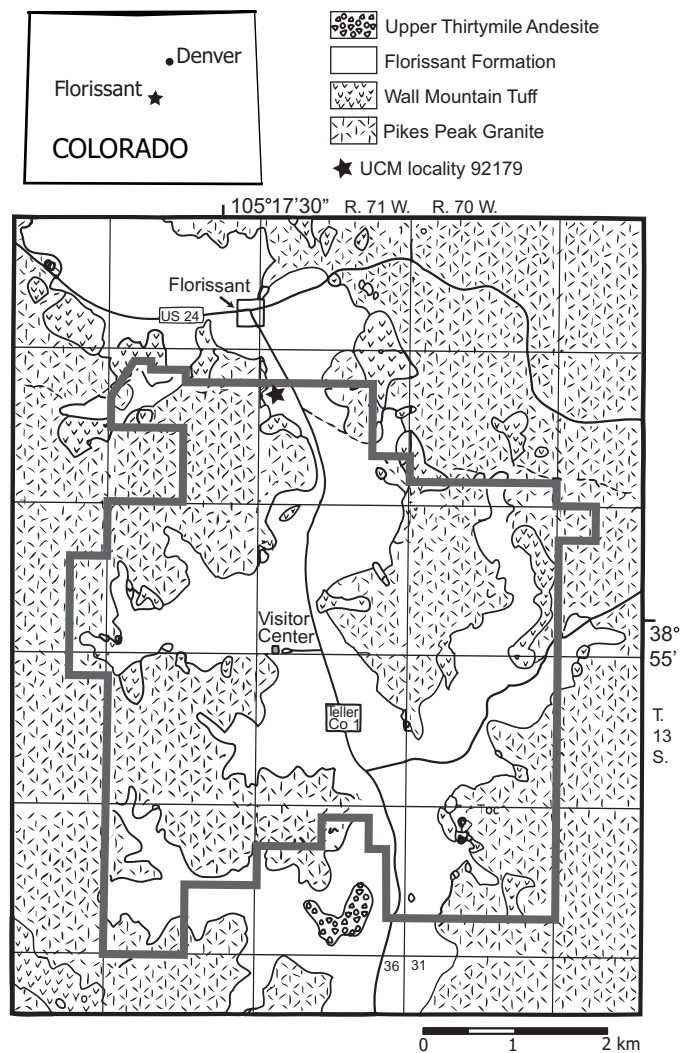 Denver
Florissant
COLORADO
Upper Thirtymile Andesite
Florissant Formation
Wall Mountain Tuff
Pikes Peak Granite
UCM locality 92179
105°17'30” R. 71 W. R. 70 W.
Florissant
US 24
Visitor
Center
38°
55'
Teller
Co 1
T.
13
S.
36 31
0 1 2 km